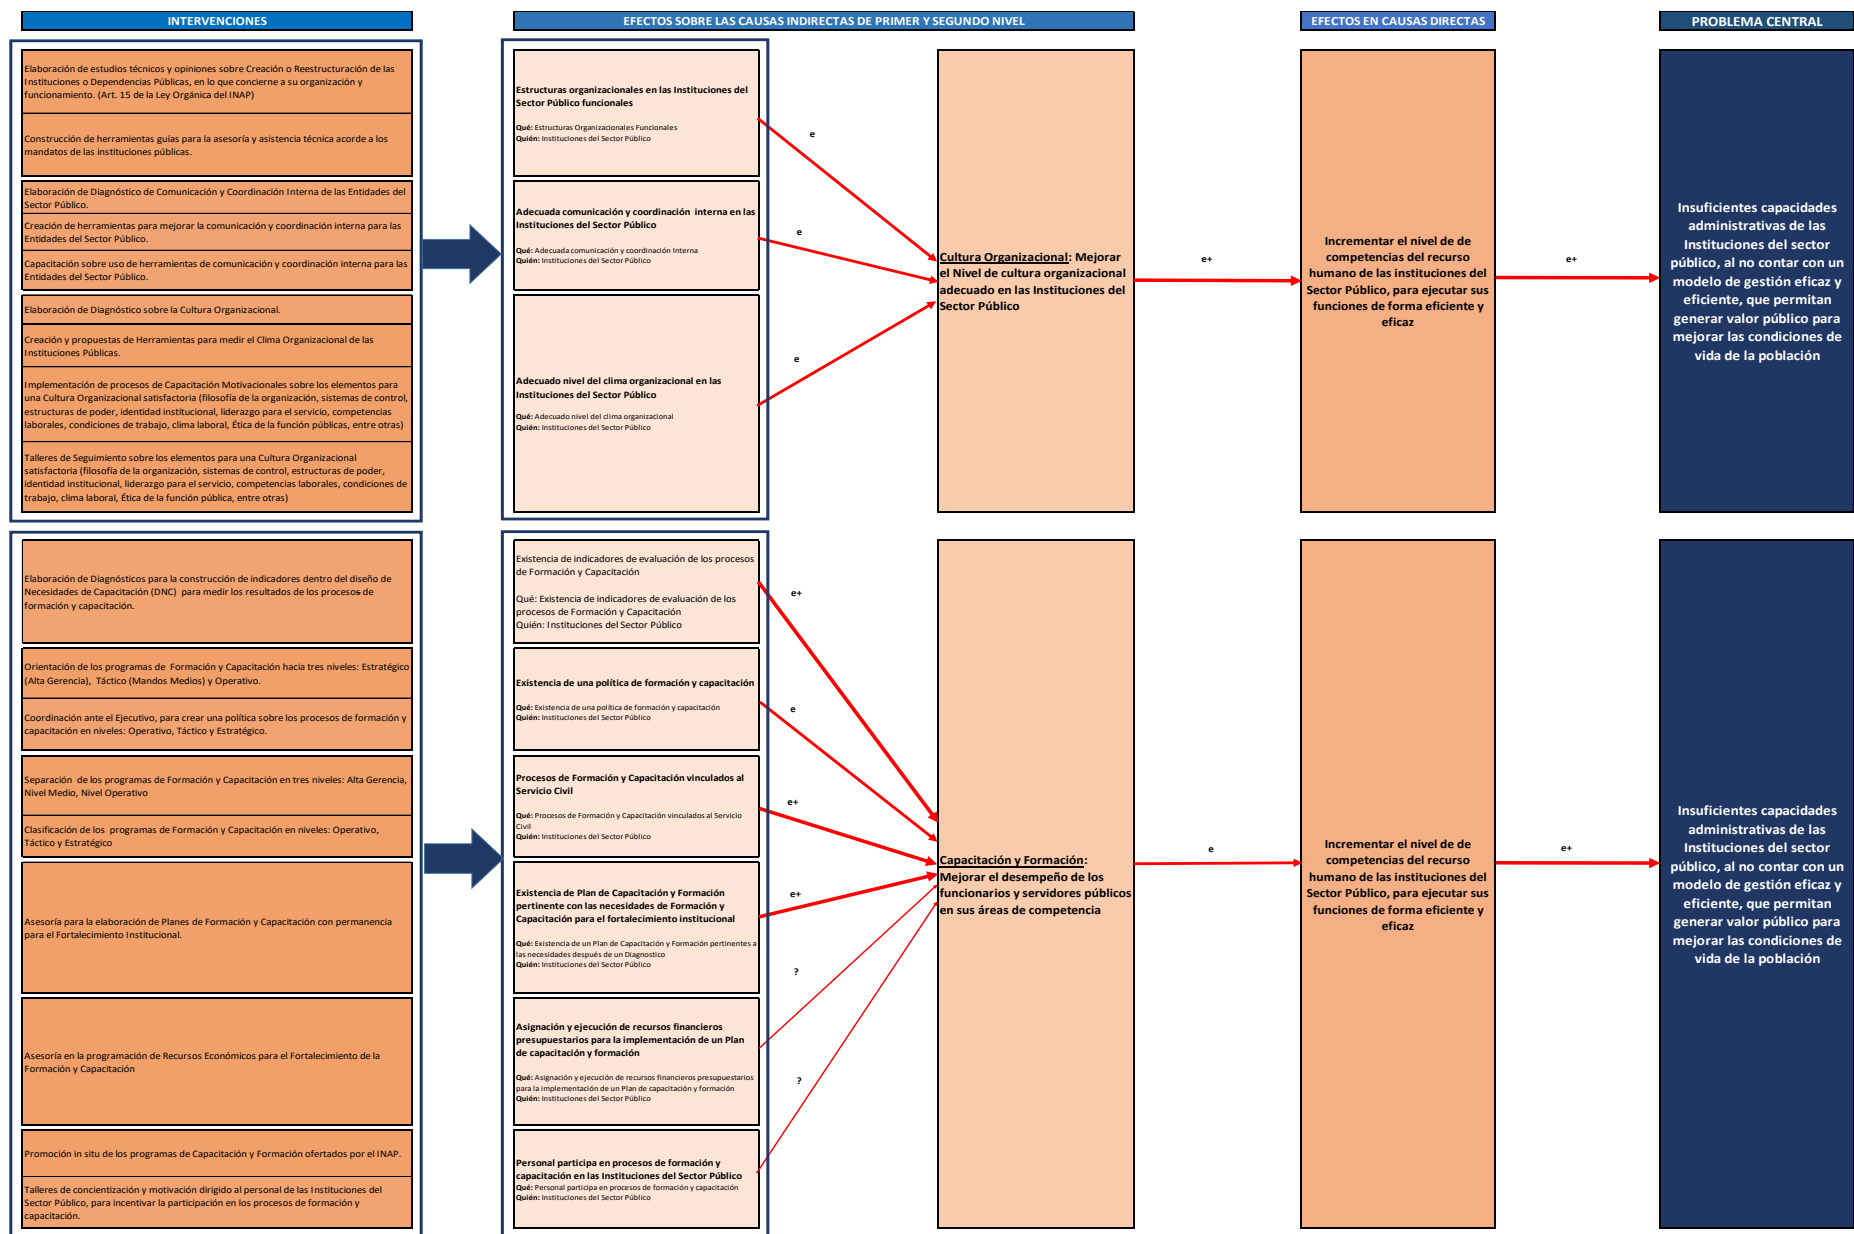 INTERVENCIONES
EFECTOS SOBRE LAS CAUSAS INDIRECTAS DE PRIMER Y SEGUNDO NIVEL
EFECTOS EN CAUSAS DIRECTAS
PROBLEMA CENTRAL
Elaboración de estudios técnicos y opiniones sobre Creación o Reestructuración de las
Instituciones o Dependencias Públicas, en lo que concierne a su organización y
funcionamiento. (Art. 15 de la Ley Orgánica del INAP)
Construcción de herramientas guías para la asesoría y asistencia técnica acorde a los
mandatos de las instituciones públicas.
Elaboración de Diagnóstico de Comunicación y Coordinación Interna de las Entidades del
Sector Público.
Creación de herramientas para mejorar la comunicación y coordinación interna para las
Entidades del Sector Público.
Capacitación sobre uso de herramientas de comunicación y coordinación interna para las
Entidades del Sector Público.
Elaboración de Diagnóstico sobre la Cultura Organizacional.
Creación y propuestas de Herramientas para medir el Clima Organizacional de las
Instituciones Públicas.
Implementación de procesos de Capacitación Motivacionales sobre los elementos para
una Cultura Organizacional satisfactoria (filosofía de la organización, sistemas de control,
estructuras de poder, identidad institucional, liderazgo para el servicio, competencias
laborales, condiciones de trabajo, clima laboral, Ética de la función públicas, entre otras)
Talleres de Seguimiento sobre los elementos para una Cultura Organizacional
satisfactoria (filosofía de la organización, sistemas de control, estructuras de poder,
identidad institucional, liderazgo para el servicio, competencias laborales, condiciones de
trabajo, clima laboral, Ética de la función pública, entre otras)
Estructuras organizacionales en las Instituciones del
Sector Público funcionales
Qué: Estructuras Organizacionales Funcionales
Quién: Instituciones del Sector Público
Adecuada comunicación y coordinación interna en las
Instituciones del Sector Público
Qué: Adecuada comunicación y coordinación Interna
Quién: Instituciones del Sector Público
Adecuado nivel del clima organizacional en las
Instituciones del Sector Público
Qué: Adecuado nivel del clima organizacional
Quién: Instituciones del Sector Público
e
e
e
Cultura Organizacional: Mejorar
el Nivel de cultura organizacional
adecuado en las Instituciones del
Sector Público
e+
Incrementar el nivel de de
competencias del recurso
humano de las instituciones del
Sector Público, para ejecutar sus
funciones de forma eficiente y
eficaz
e+
Insuficientes capacidades
administrativas de las
Instituciones del sector
público, al no contar con un
modelo de gestión eficaz y
eficiente, que permitan
generar valor público para
mejorar las condiciones de
vida de la población
Elaboración de Diagnósticos para la construcción de indicadores dentro del diseño de
Necesidades de Capacitación (DNC) para medir los resultados de los procesos de
formación y capacitación.
Orientación de los programas de Formación y Capacitación hacia tres niveles: Estratégico
(Alta Gerencia), Táctico (Mandos Medios) y Operativo.
Coordinación ante el Ejecutivo, para crear una política sobre los procesos de formación y
capacitación en niveles: Operativo, Táctico y Estratégico.
Separación de los programas de Formación y Capacitación en tres niveles: Alta Gerencia,
Nivel Medio, Nivel Operativo
Clasificación de los programas de Formación y Capacitación en niveles: Operativo,
Táctico y Estratégico
Asesoría para la elaboración de Planes de Formación y Capacitación con permanencia
para el Fortalecimiento Institucional.
Asesoría en la programación de Recursos Económicos para el Fortalecimiento de la
Formación y Capacitación
Promoción in situ de los programas de Capacitación y Formación ofertados por el INAP.
Talleres de concientización y motivación dirigido al personal de las Instituciones del
Sector Público, para incentivar la participación en los procesos de formación y
capacitación.
Existencia de indicadores de evaluación de los procesos
de Formación y Capacitación
Qué: Existencia de indicadores de evaluación de los
procesos de Formación y Capacitación
Quién: Instituciones del Sector Público
Existencia de una política de formación y capacitación
Qué: Existencia de una política de formación y capacitación
Quién: Instituciones del Sector Público
Procesos de Formación y Capacitación vinculados al
Servicio Civil
Qué: Procesos de Formación y Capacitación vinculados al Servicio
Civil
Quién: Instituciones del Sector Público
Existencia de Plan de Capacitación y Formación
pertinente con las necesidades de Formación y
Capacitación para el fortalecimiento institucional
Qué: Existencia de un Plan de Capacitación y Formación pertinentes a
las necesidades después de un Diagnostico
Quién: Instituciones del Sector Público
Asignación y ejecución de recursos financieros
presupuestarios para la implementación de un Plan
de capacitación y formación
Qué: Asignación y ejecución de recursos financieros presupuestarios
para la implementación de un Plan de capacitación y formación
Quién: Instituciones del Sector Público
Personal participa en procesos de formación y
capacitación en las Instituciones del Sector Público
Qué: Personal participa en procesos de formación y capacitación
Quién: Instituciones del Sector Público
e+
e
e+
e+
?
?
Capacitación y Formación:
Mejorar el desempeño de los
funcionarios y servidores públicos
en sus áreas de competencia
e
Incrementar el nivel de de
competencias del recurso
humano de las instituciones del
Sector Público, para ejecutar sus
funciones de forma eficiente y
eficaz
e+
Insuficientes capacidades
administrativas de las
Instituciones del sector
público, al no contar con un
modelo de gestión eficaz y
eficiente, que permitan
generar valor público para
mejorar las condiciones de
vida de la población